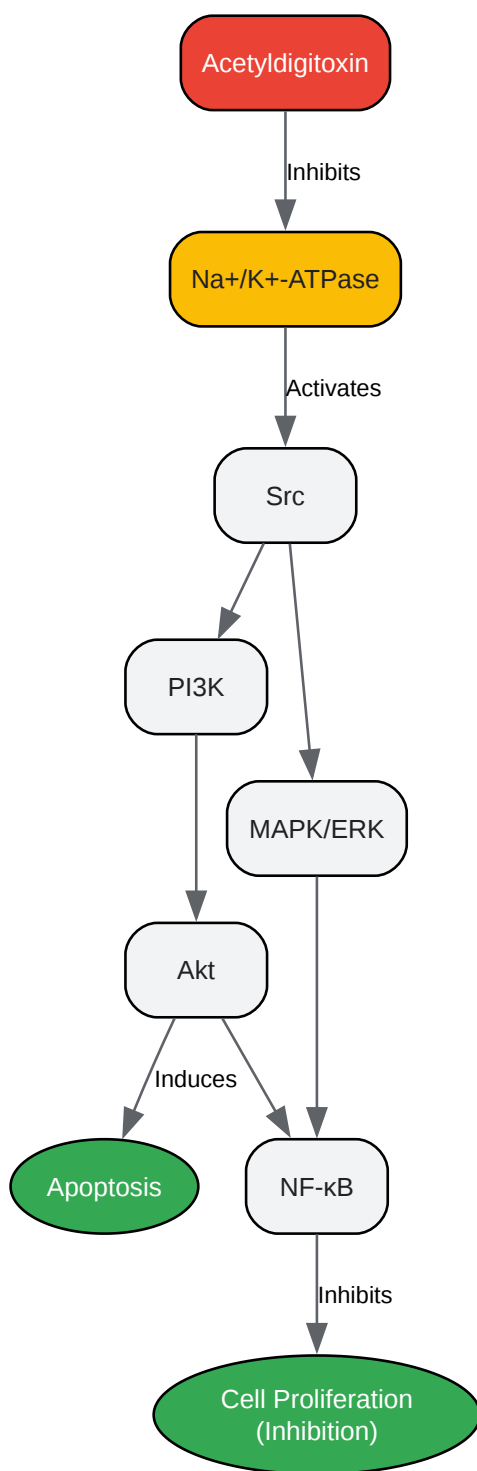 Acetyldigitoxin
Inhibits
Na+/K+-ATPase
Activates
Src
PI3K
MAPK/ERK
Akt
Induces
Apoptosis
NF-κB
Inhibits
Cell Proliferation
(Inhibition)